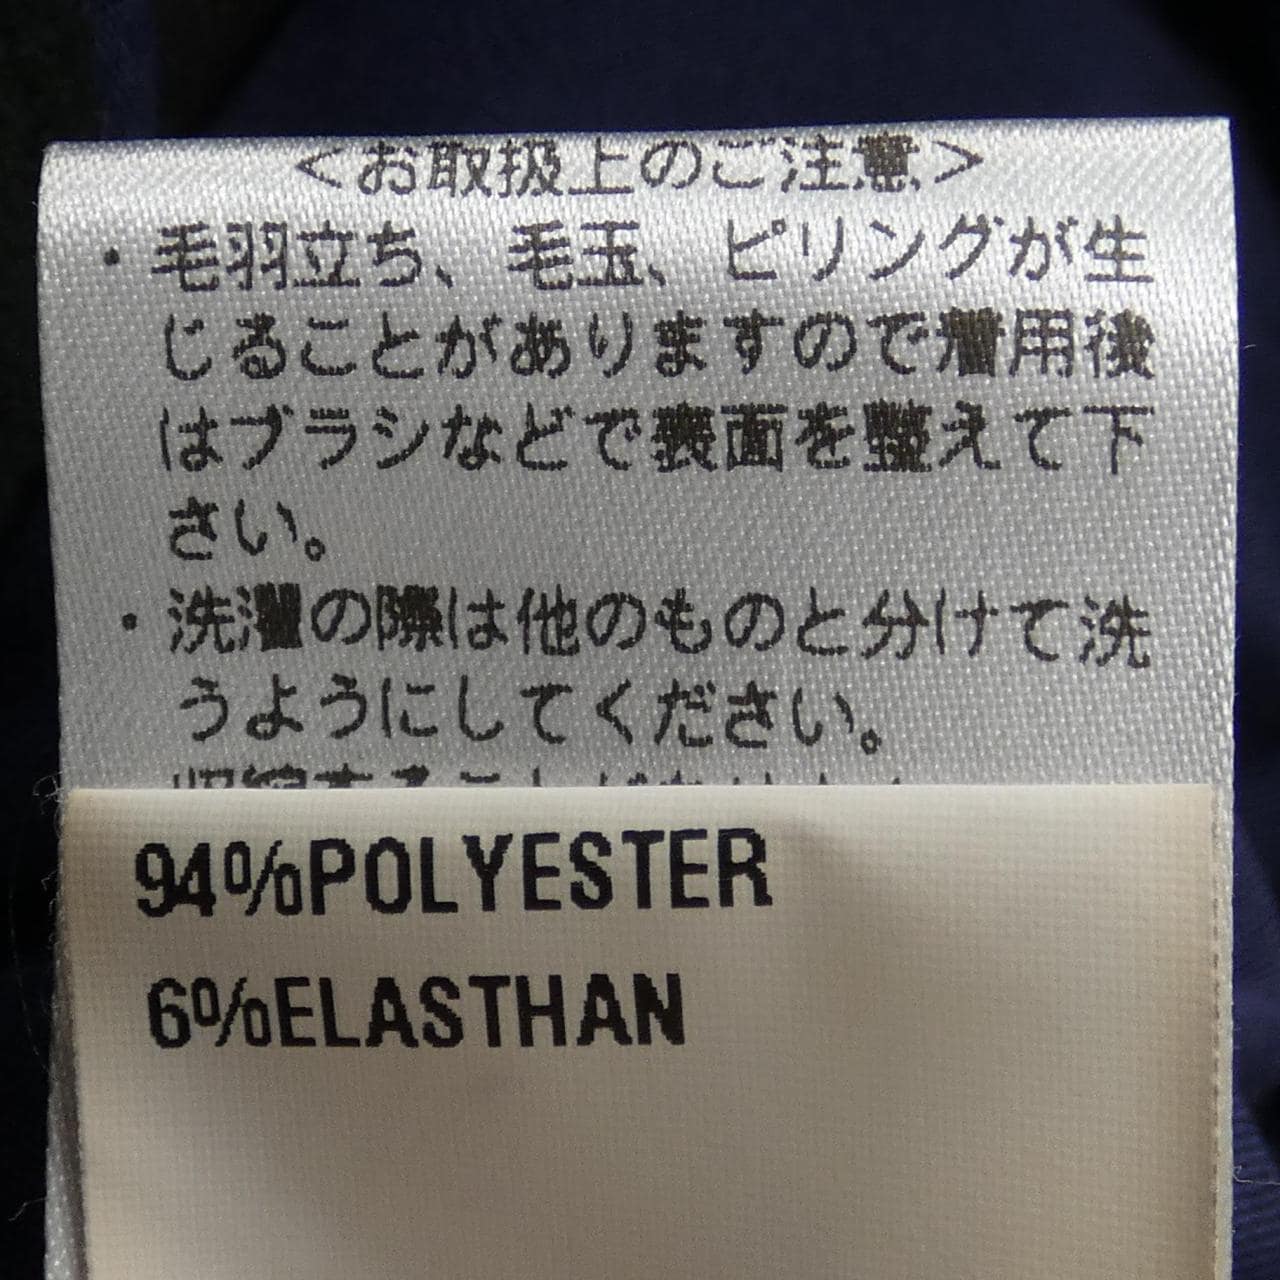 <お取扱上のご注意>
・毛羽立ち、毛玉、ピリングが生
じることがありますので着用後
はブラシなどで表面を整えて下
さい。
・洗濯の際は他のものと分けて洗
うようにしてください。
94%POLYESTER
6%ELASTHAN